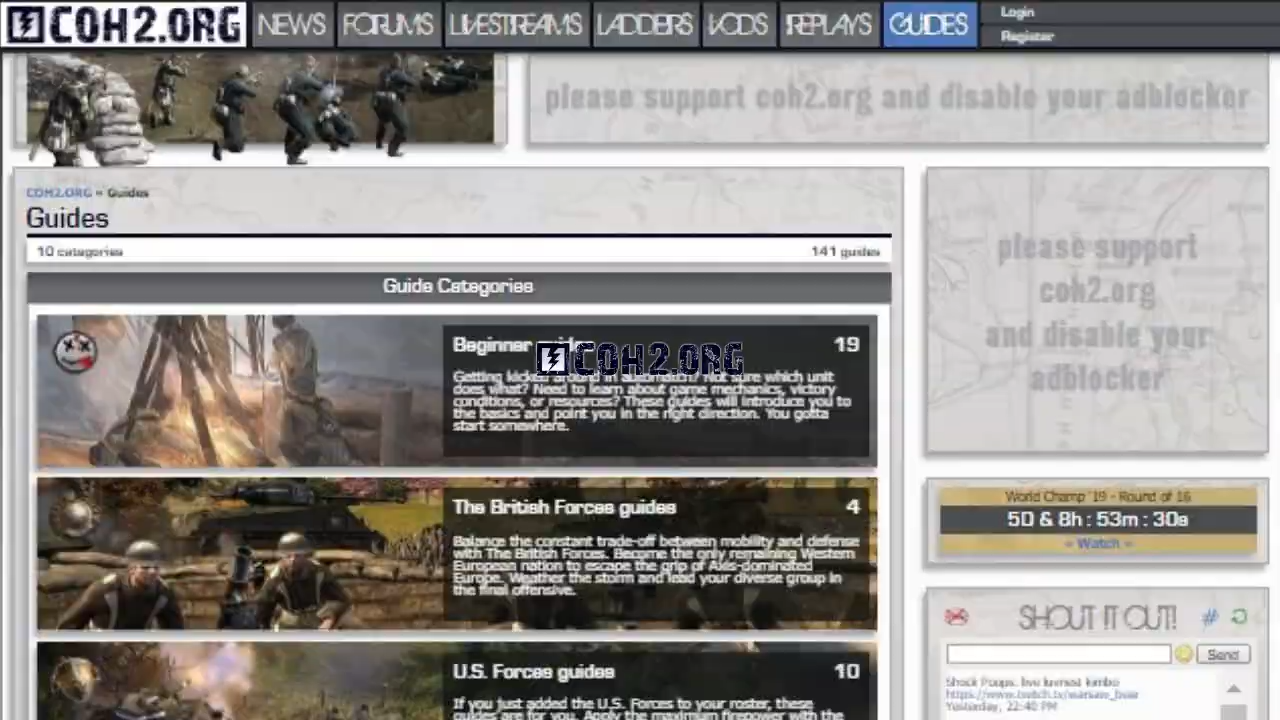 COH2.ORG NEWS FORUMS LIVESTREAMS LADDERS VODS REPLAYS GUIDES Login
Register
please support coh2.org and disable your adblocker
COH2.ORG » Guides
Guides
10 categories 141 guides
Guide Categories
Beginner guides 19
COH2.ORG
Getting kicked around in automatch? Not sure which unit
does what? Need to learn about game mechanics, victory
conditions, or resources? These guides will introduce you to
the basics and point you in the right direction. You gotta
start somewhere.
The British Forces guides 4
Balance the constant trade-off between mobility and defense
with The British Forces. Become the only remaining Western
European nation to escape the grip of Axis-dominated
Europe. Weather the storm and lead your diverse group in
the final offensive.
U.S. Forces guides 10
If you just added the U.S. Forces to your roster, these
guides are for you. Apply the maximum firepower with the
please support
coh2.org
and disable your
adblocker
World Champ '19 - Round of 16
5D & 8h : 53m : 30s
» Watch «
SHOUT IT OUT! #
Send
Yesterday, 22:40 PM